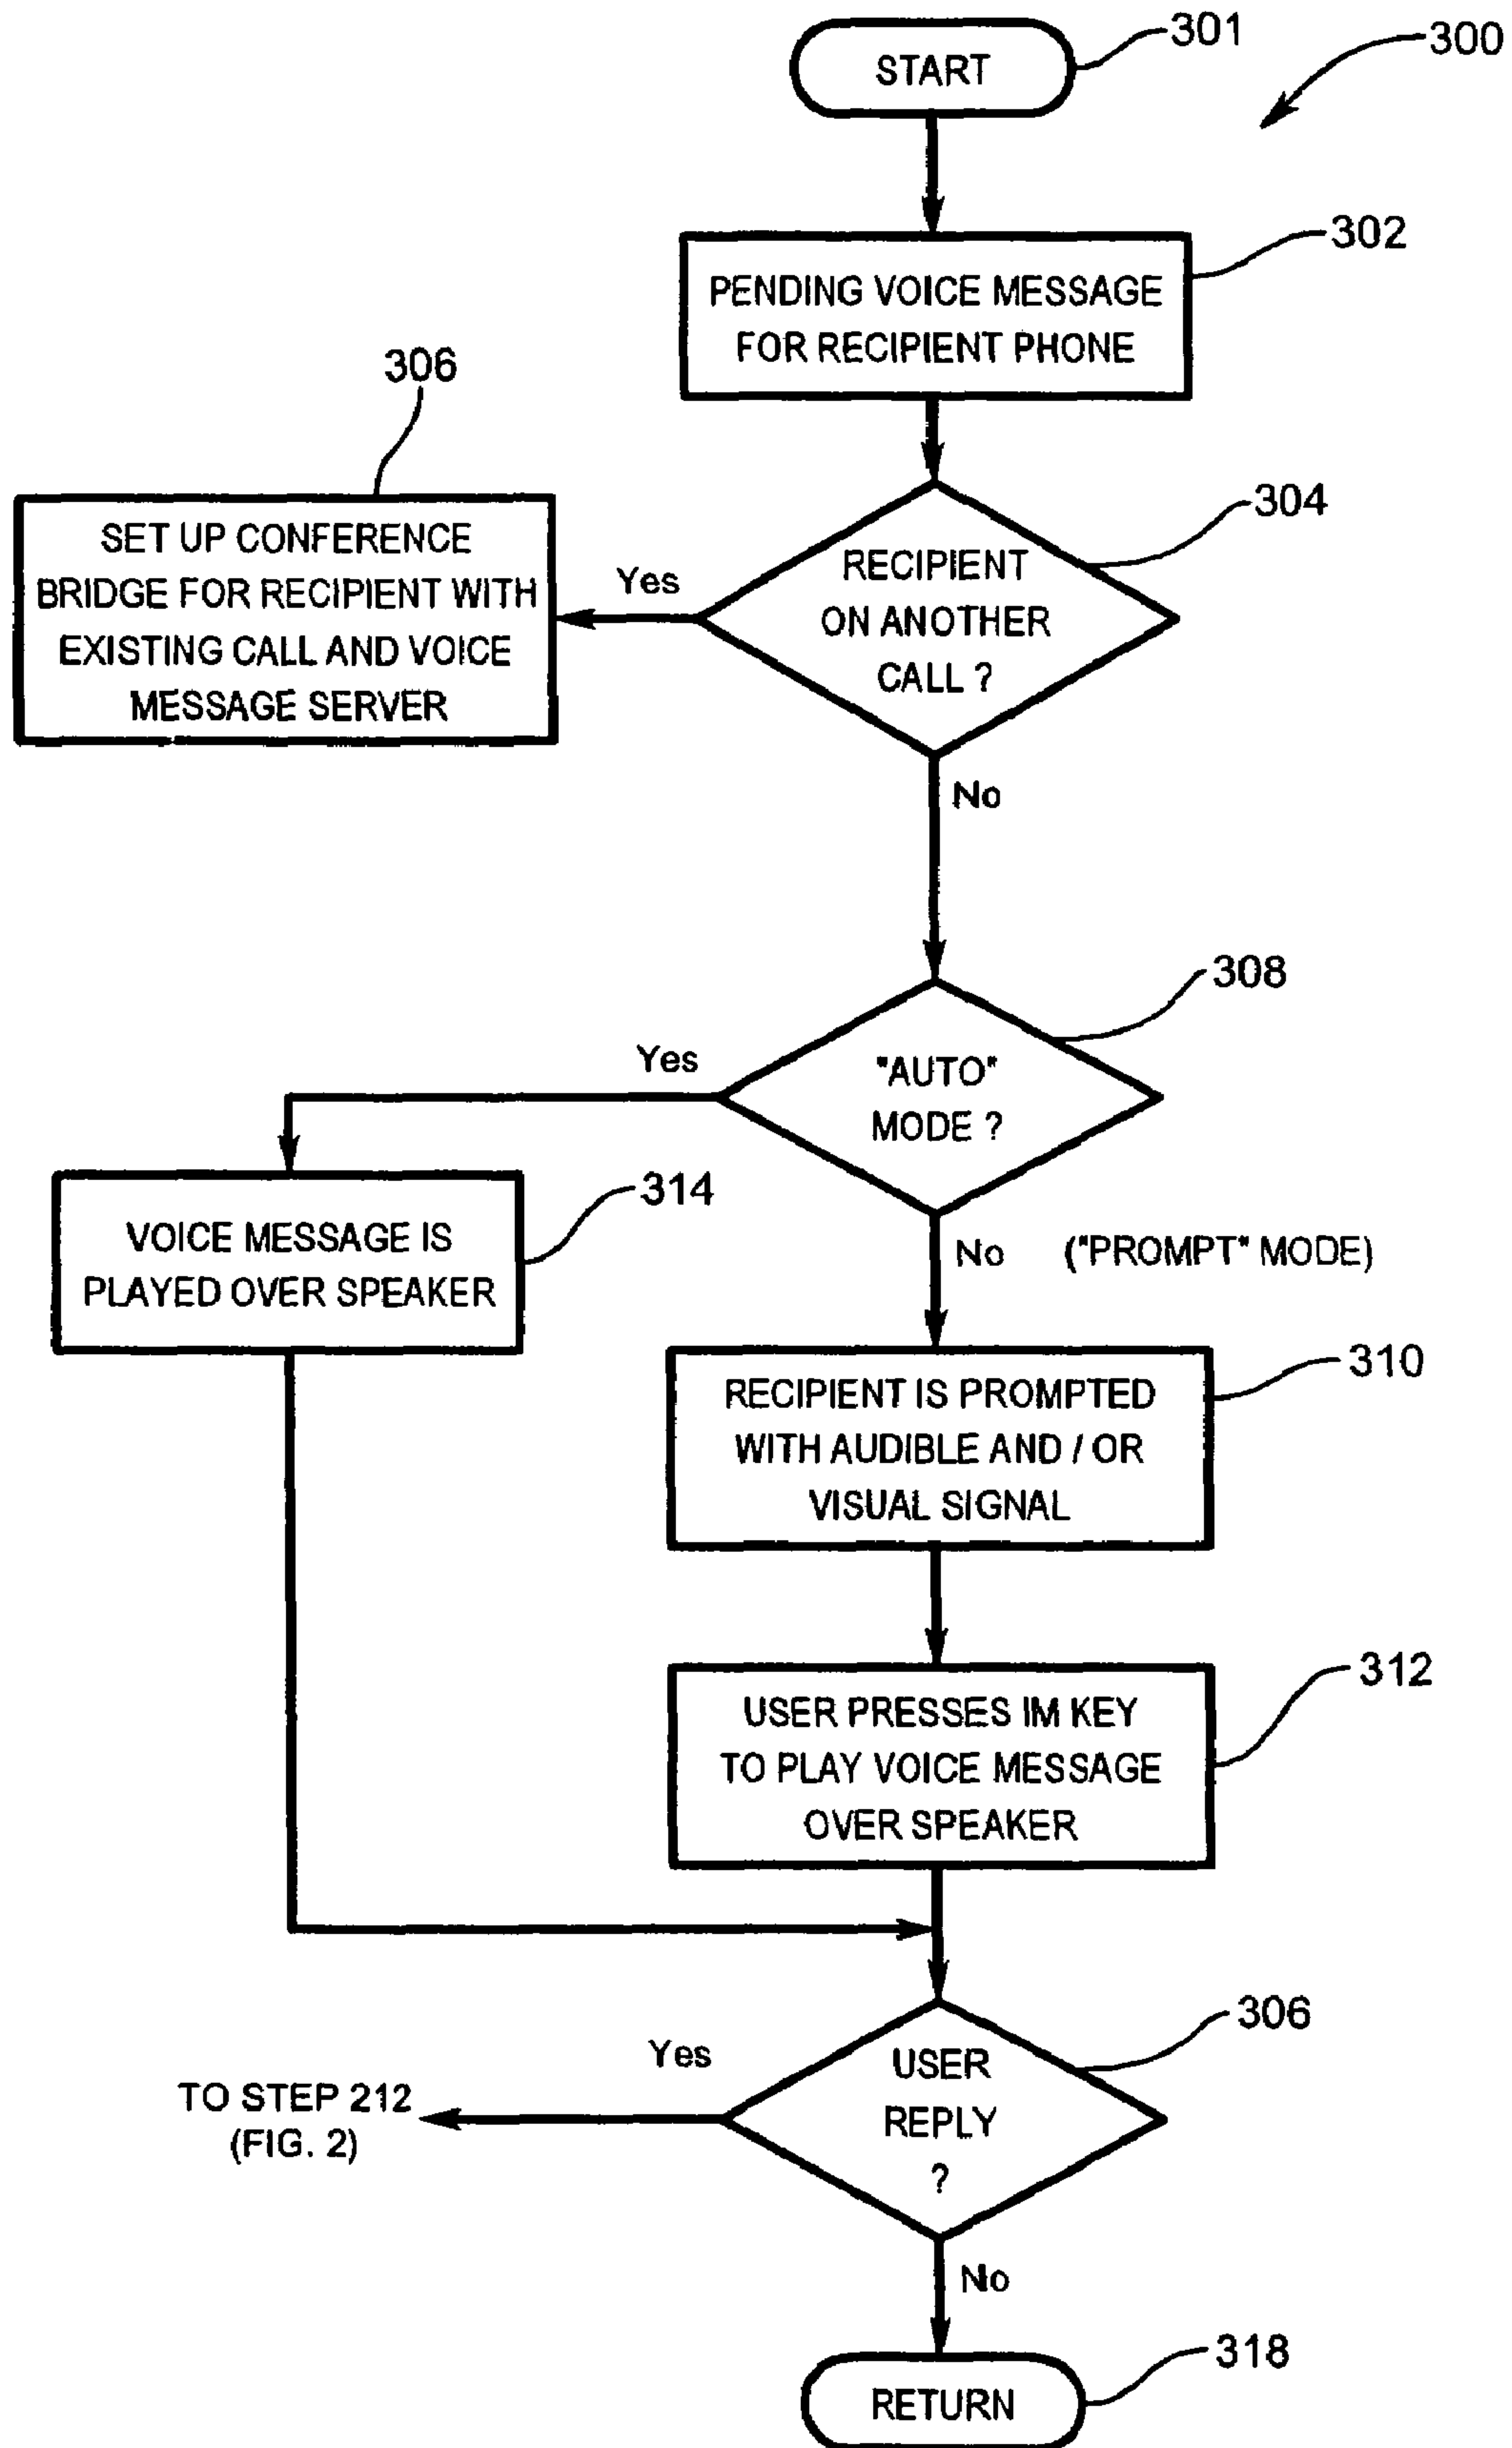 START
301
300
PENDING VOICE MESSAGE
FOR RECIPIENT PHONE
302
306
SET UP CONFERENCE
BRIDGE FOR RECIPIENT WITH
EXISTING CALL AND VOICE
MESSAGE SERVER
Yes
RECIPIENT
ON ANOTHER
CALL ?
304
No
308
Yes
"AUTO"
MODE ?
314
VOICE MESSAGE IS
PLAYED OVER SPEAKER
No ("PROMPT" MODE)
310
RECIPIENT IS PROMPTED
WITH AUDIBLE AND / OR
VISUAL SIGNAL
312
USER PRESSES IM KEY
TO PLAY VOICE MESSAGE
OVER SPEAKER
306
Yes
USER
REPLY
?
TO STEP 212
(FIG. 2)
No
318
RETURN